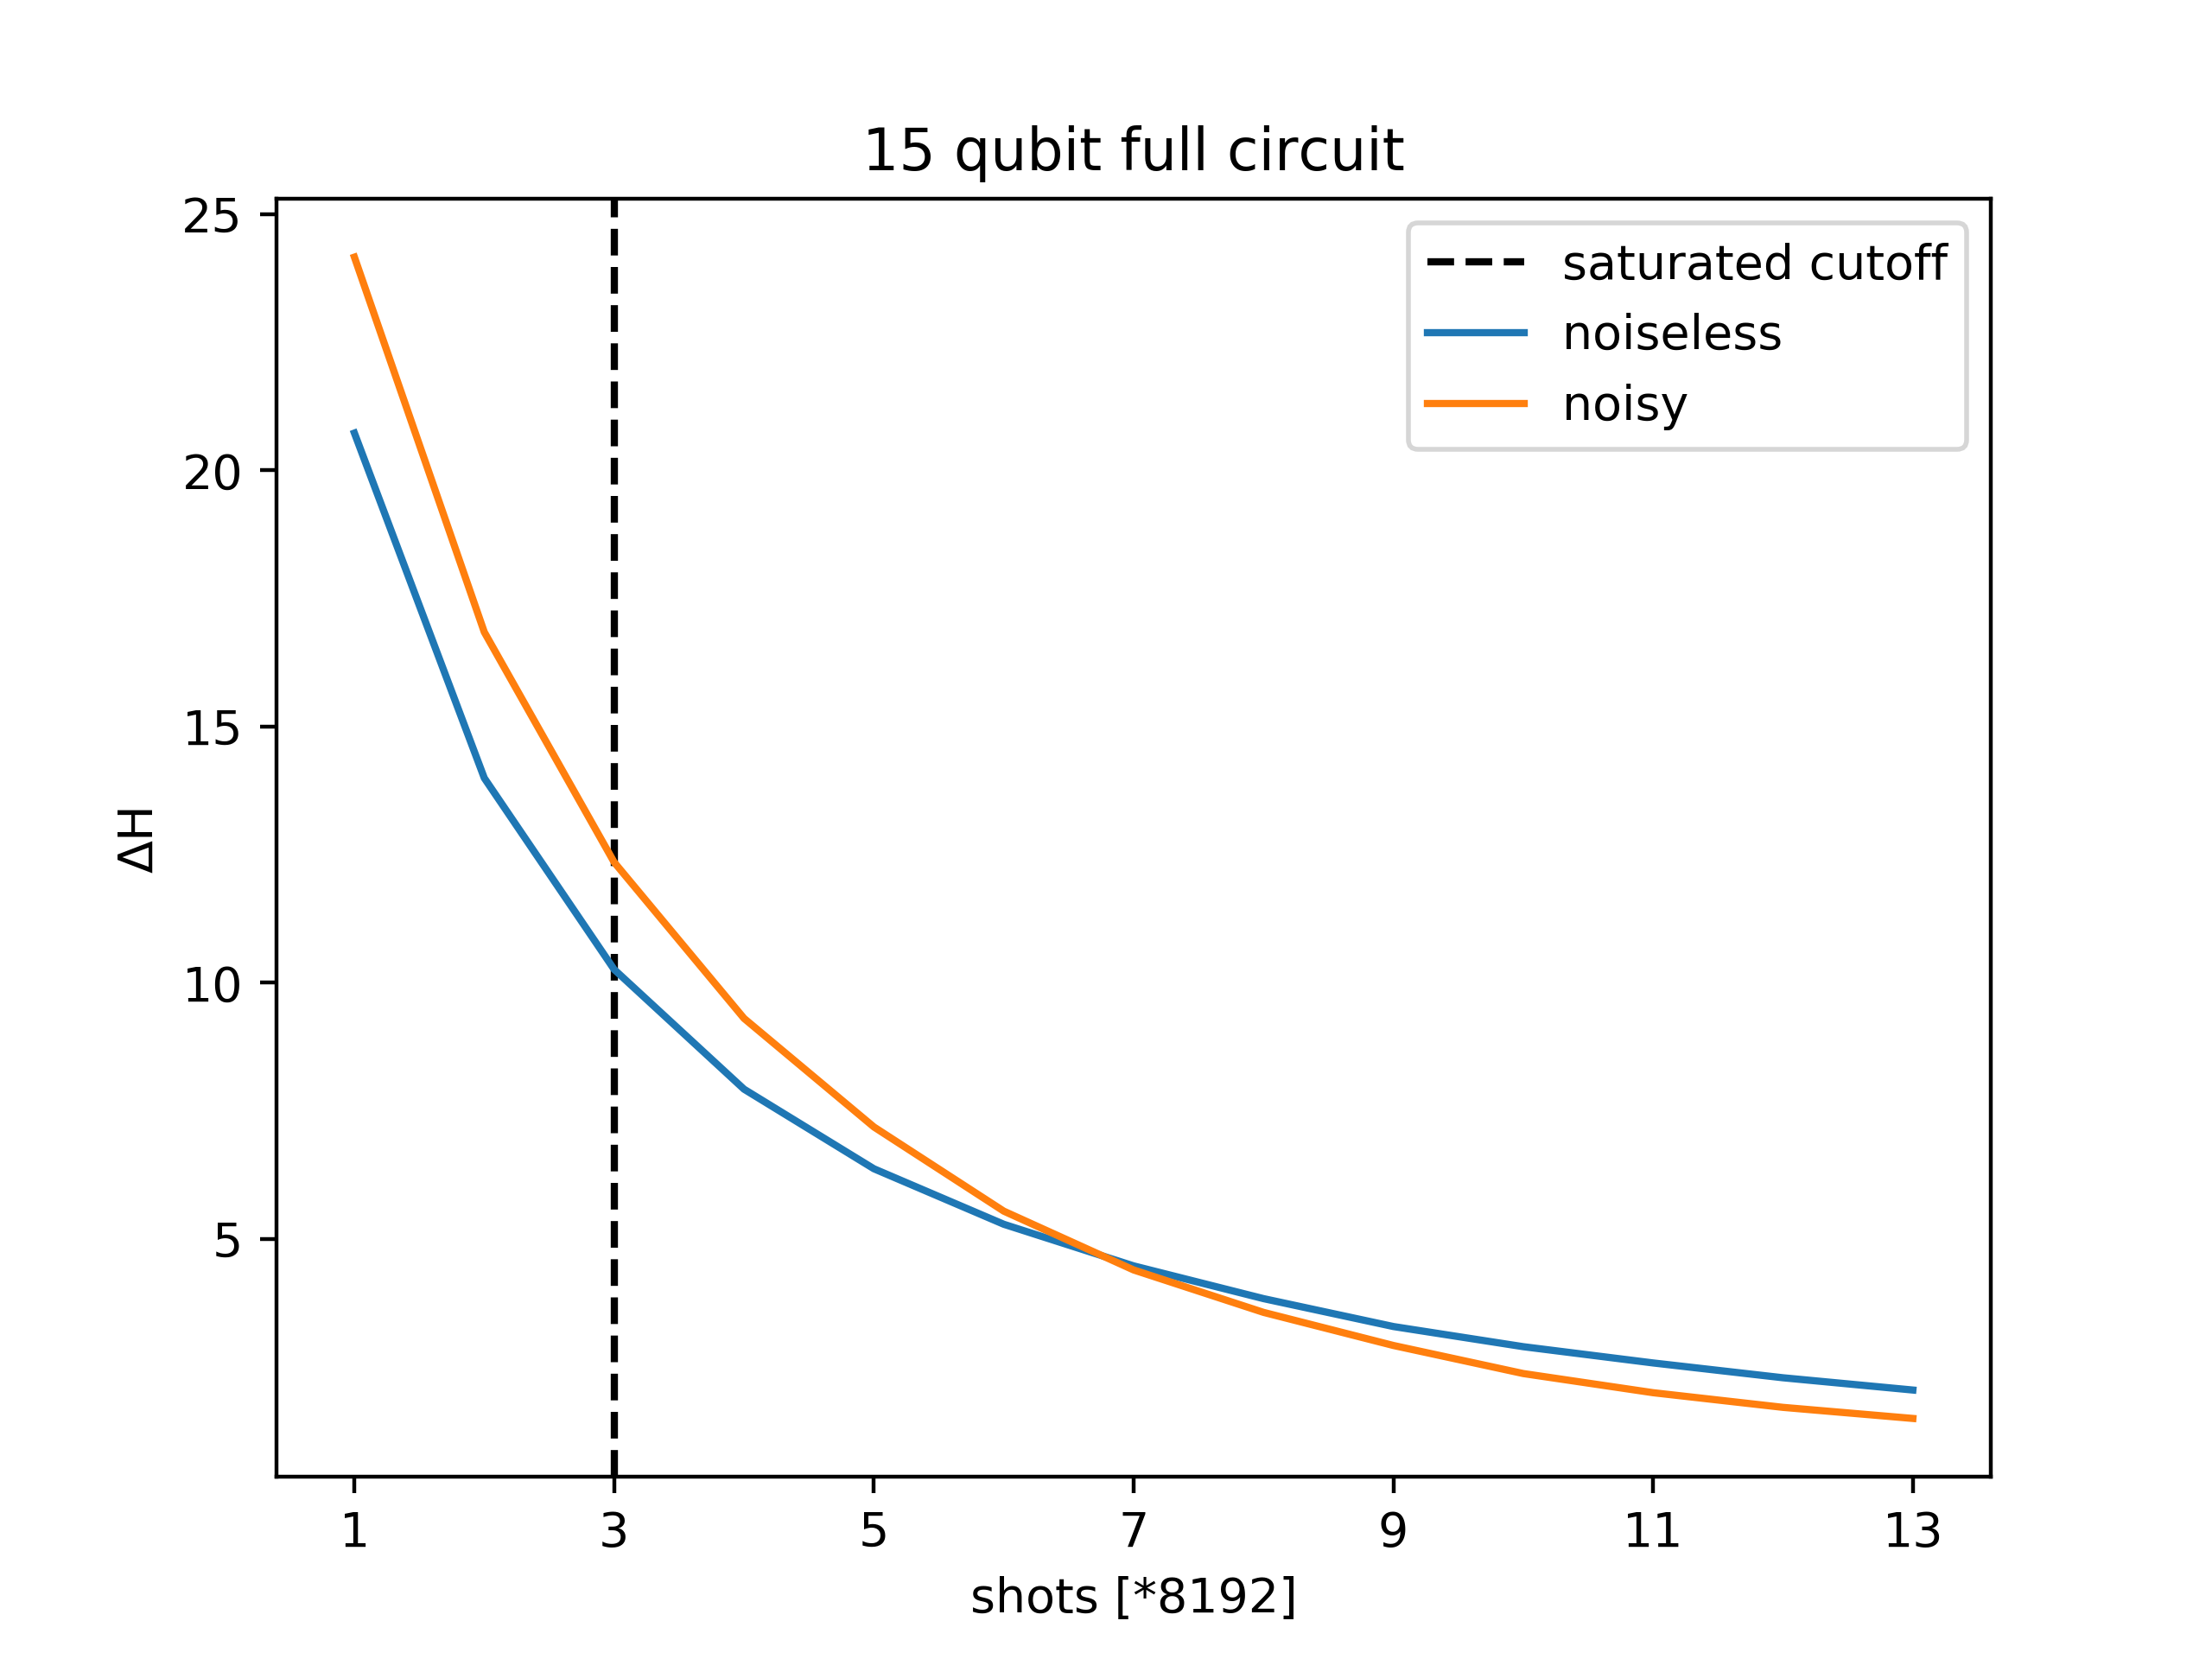 15 qubit full circuit
25
20
15
10
5
ΔH
saturated cutoff
noiseless
noisy
1 3 5 7 9 11 13
shots [*8192]